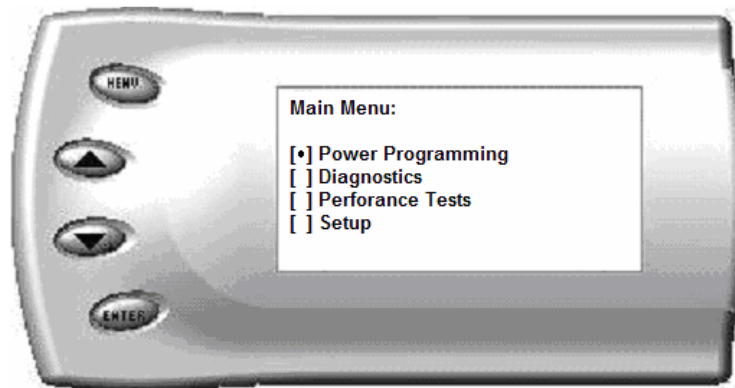 MENU
Main Menu:
[•] Power Programming
[ ] Diagnostics
[ ] Perforance Tests
[ ] Setup
ENTER